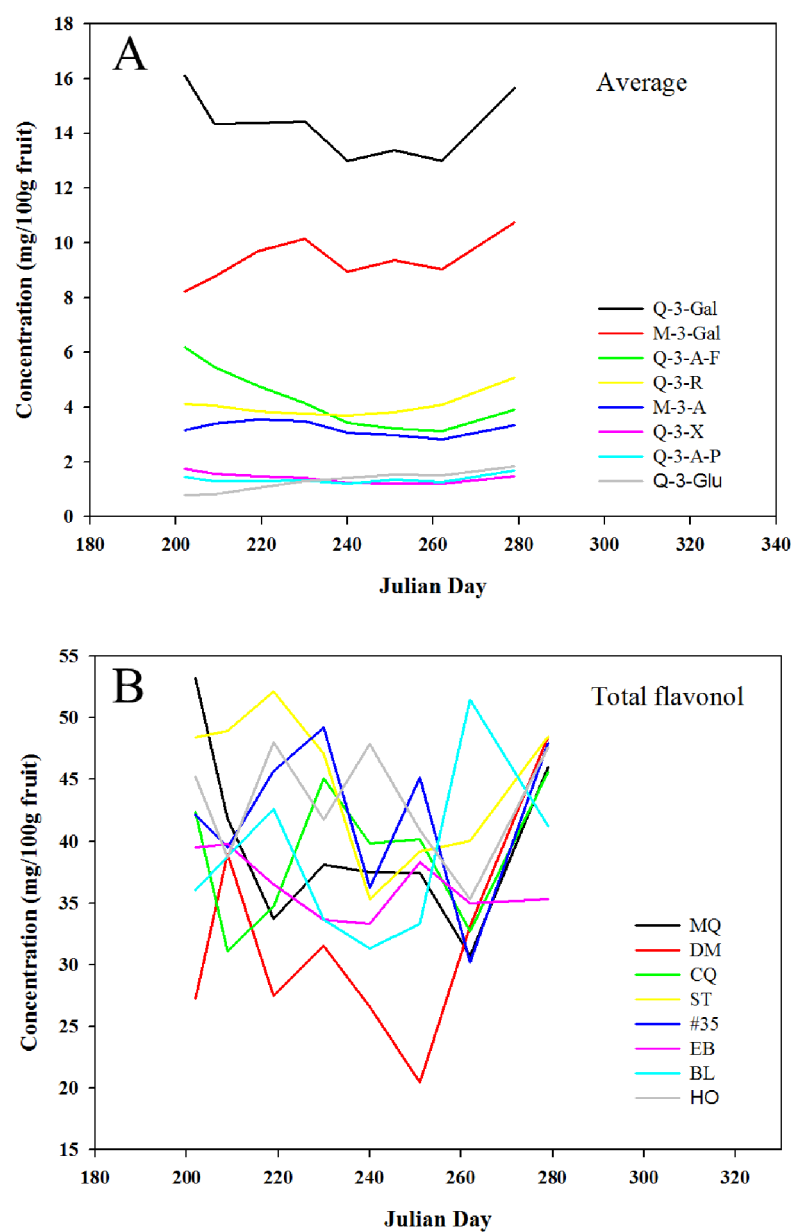 18
16
14
12
10
8
6
4
2
0
A
Average
Concentration (mg/100g fruit)
Q-3-Gal
M-3-Gal
Q-3-A-F
Q-3-R
M-3-A
Q-3-X
Q-3-A-P
Q-3-Glu
180 200 220 240 260 280 300 320 340
Julian Day
55
50
45
40
35
30
25
20
15
B
Total flavonol
Concentration (mg/100g fruit)
MQ
DM
CQ
ST
#35
EB
BL
HO
180 200 220 240 260 280 300 320
Julian Day